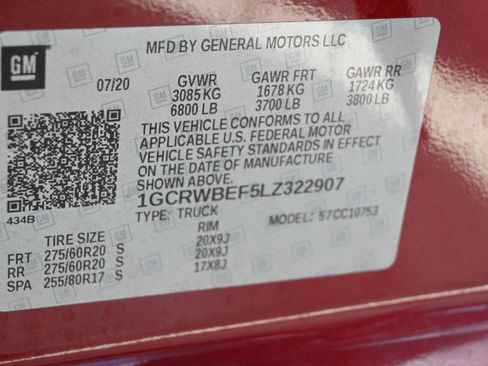 MFD BY GENERAL MOTORS LLC
GM
07/20 GVWR GAWR FRT GAWR RR
3085 KG 1678 KG 1724 KG
6800 LB 3700 LB 3800 LB
THIS VEHICLE CONFORMS TO ALL
APPLICABLE U.S. FEDERAL MOTOR
VEHICLE SAFETY STANDARDS IN EFFECT
ON THE DATE OF MANUFACTURE
SHOWN ABOVE.
1GCRWBEF5LZ322907
TYPE: TRUCK MODEL: 57CC10753
434B
TIRE SIZE RIM
FRT 275/60R20 S 20X9J
RR 275/60R20 S 20X9J
SPA 255/80R17 S 17X8J